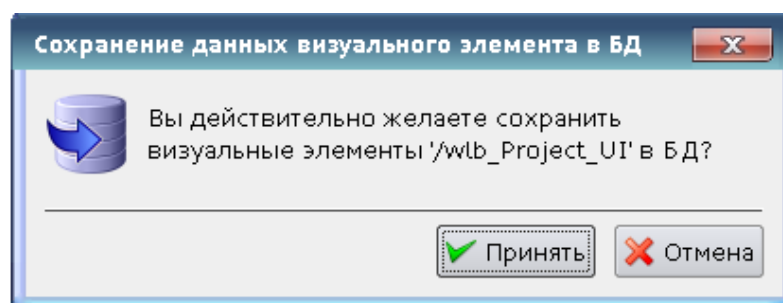 Сохранение данных визуального элемента в БД
Вы действительно желаете сохранить
визуальные элементы '/wlb_Project_UI' в БД?
Принять
Отмена